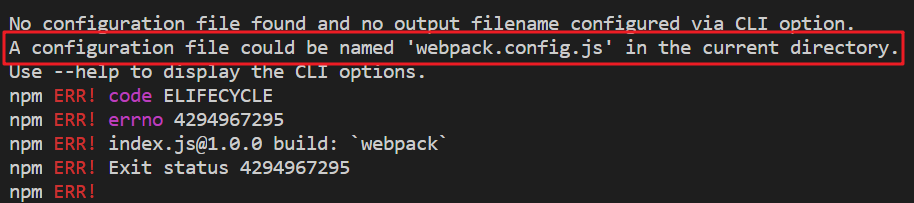 No configuration file found and no output filename configured via CLI option.
A configuration file could be named 'webpack.config.js' in the current directory.
Use --help to display the CLI options.
npm ERR! code ELIFECYCLE
npm ERR! errno 4294967295
npm ERR! index.js@1.0.0 build: `webpack`
npm ERR! Exit status 4294967295
npm ERR!